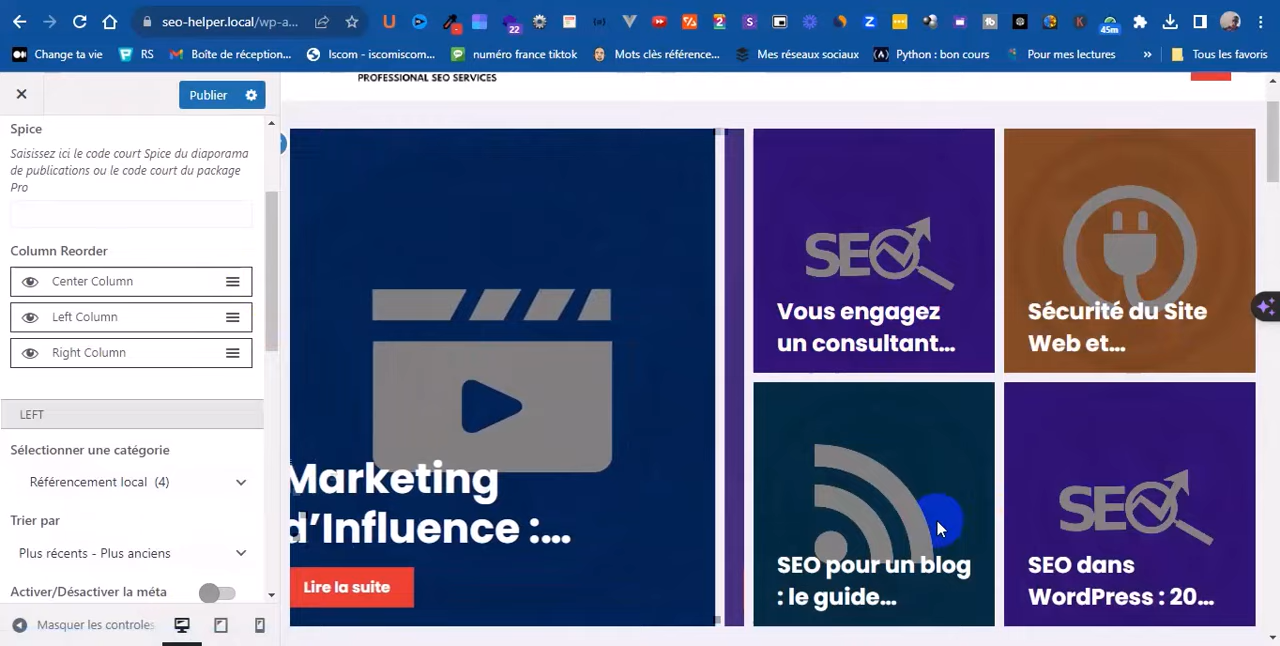 seo-helper.local/wp-a...
22
2
45m
Change ta vie
RS
Boîte de réception...
Iscom — iscomiscom...
numéro france tiktok
Mots clès référence...
Mes réseaux sociaux
Python : bon cours
Pour mes lectures
»
Tous les favoris
Publier
PROFESSIONAL SEO SERVICES
Spice
Saisissez ici le code court Spice du diaporama
de publications ou le code court du package
Pro
Column Reorder
Center Column
Left Column
Right Column
LEFT
Sélectionner une catégorie
Référencement local (4)
Trier par
Plus récents - Plus anciens
Activer/Désactiver la méta
Masquer les controles
Marketing
d’Influence :...
Lire la suite
SEO
Vous engagez
un consultant...
Sécurité du Site
Web et...
SEO pour un blog
: le guide...
SEO
SEO dans
WordPress : 20...